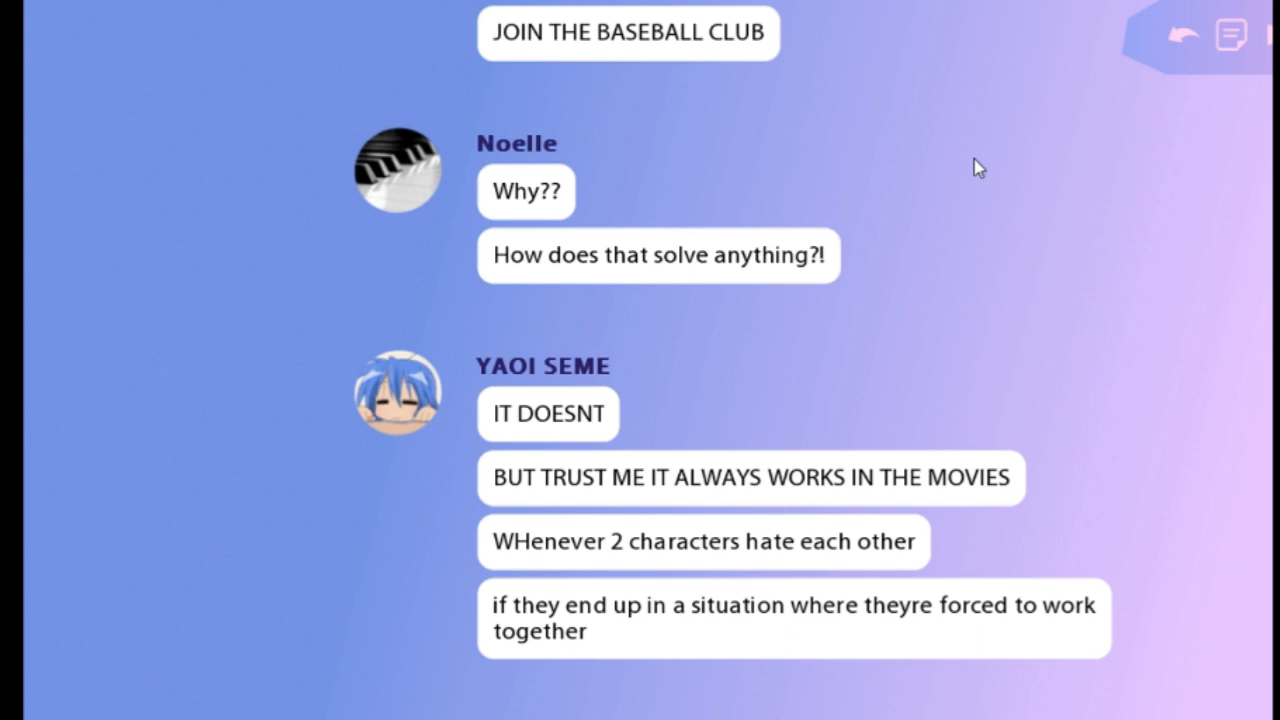 JOIN THE BASEBALL CLUB
Noelle
Why??
How does that solve anything?!
YAOI SEME
IT DOESNT
BUT TRUST ME IT ALWAYS WORKS IN THE MOVIES
WHenever 2 characters hate each other
if they end up in a situation where theyre forced to work
together